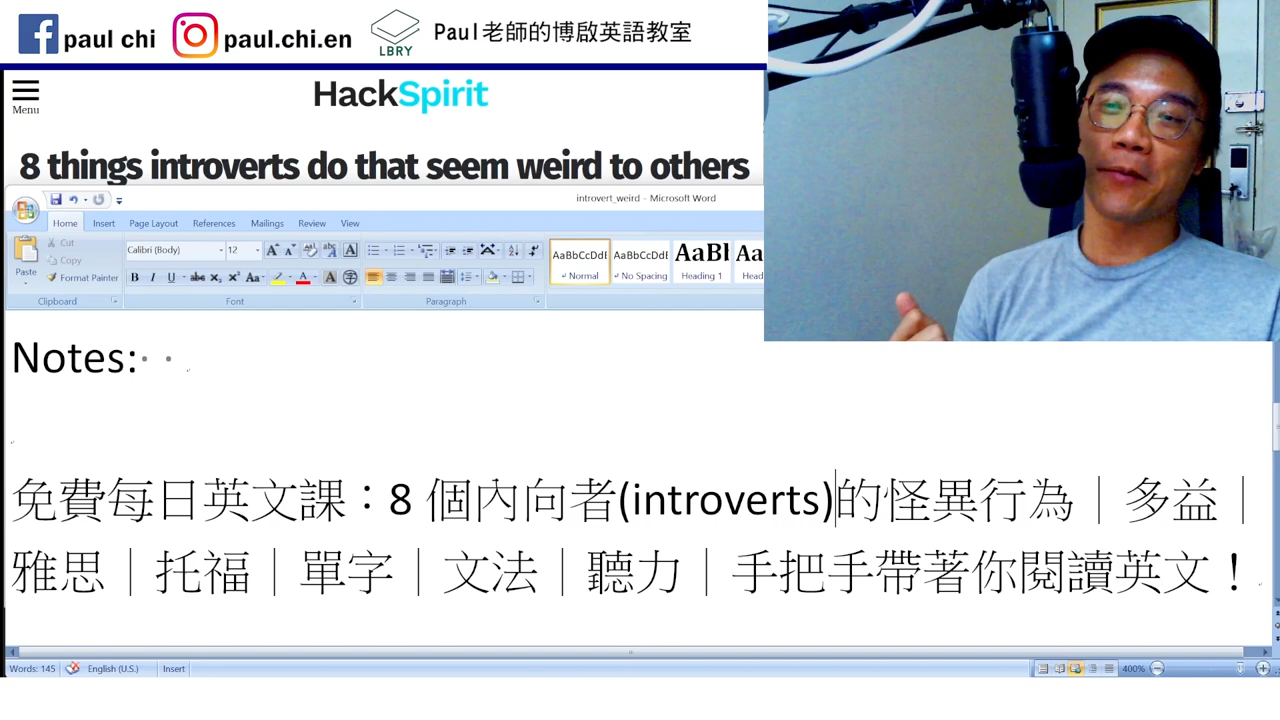 paul chi
paul.chi.en
LBRY
Paul老師的博啟英語教室
Menu
HackSpirit
8 things introverts do that seem weird to others
introvert_weird - Microsoft Word
Home Insert Page Layout References Mailings Review View
Paste
Cut
Copy
Format Painter
Calibri (Body) 12
AaBbCcDdE AaBbCcDdE AaBl AaB
Normal No Spacing Heading 1 Head
Clipboard Font Paragraph
Notes:
免費每日英文課：8 個內向者(introverts)的怪異行為｜多益｜
雅思｜托福｜單字｜文法｜聽力｜手把手帶著你閱讀英文！
Words: 145 English (U.S.) Insert 400%